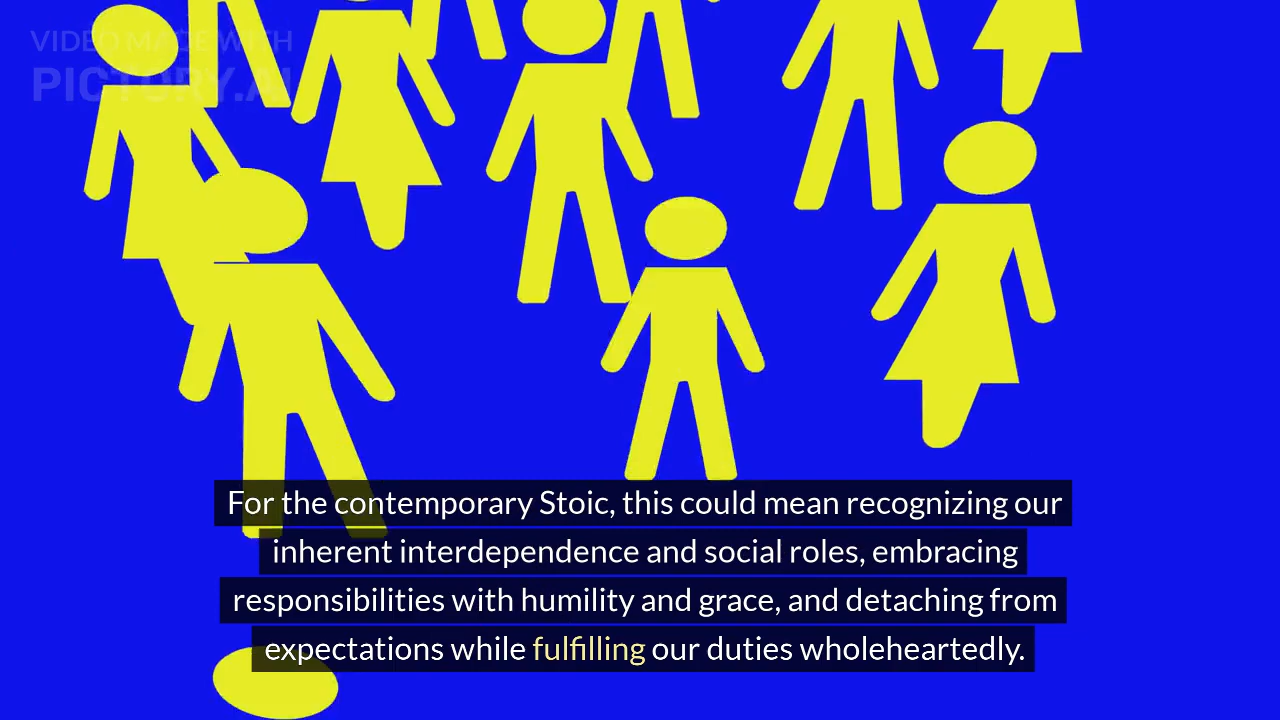 VIDEO MADE WITH
PICTORY.AI
For the contemporary Stoic, this could mean recognizing our
inherent interdependence and social roles, embracing
responsibilities with humility and grace, and detaching from
expectations while fulfilling our duties wholeheartedly.